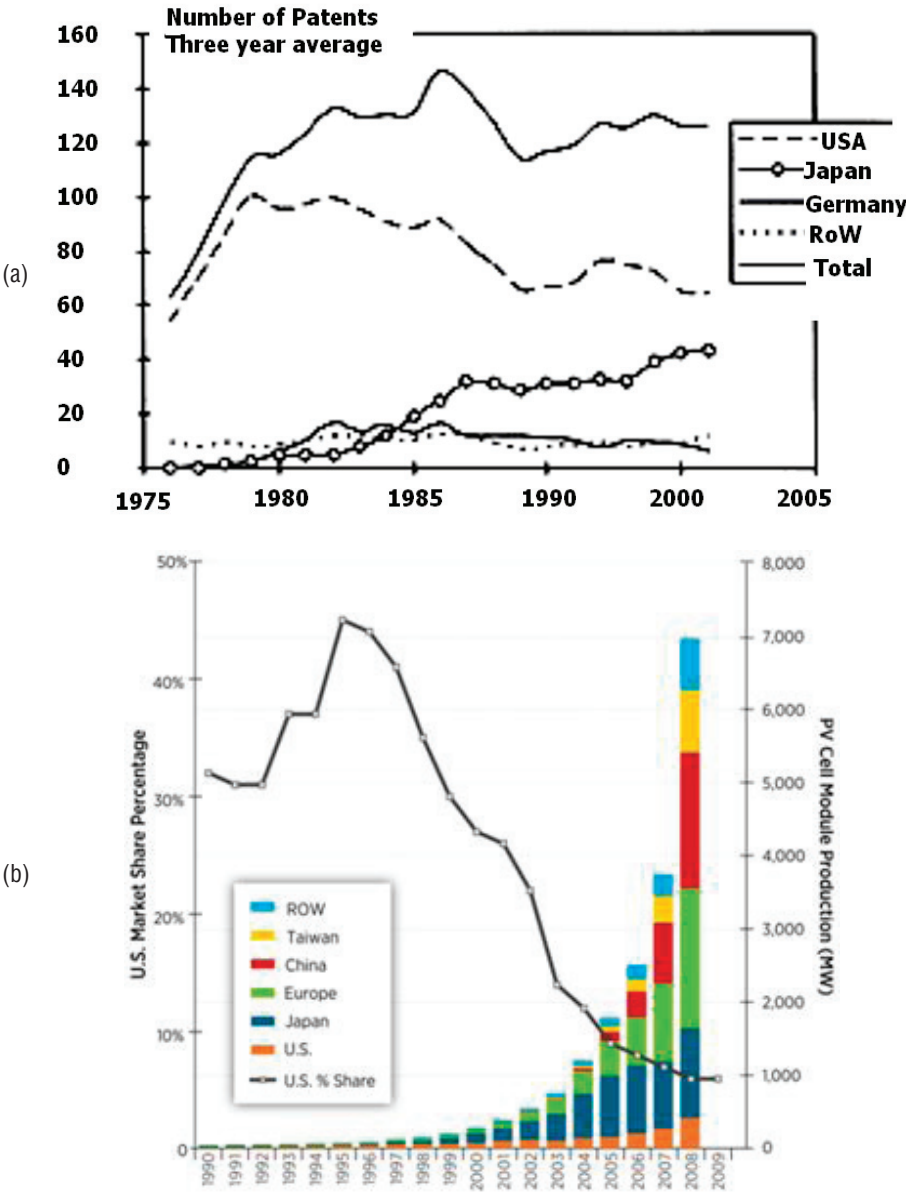 Number of Patents
Three year average
160
140
120
100
80
60
40
20
0
1975
1980
1985
1990
2000
2005
USA
Japan
Germany
RoW
Total
(a)
50%
40%
30%
20%
10%
0
U.S. Market Share Percentage
8,000
7,000
6,000
5,000
4,000
3,000
2,000
1,000
0
PV Cell Module Production (MW)
ROW
Taiwan
China
Europe
Japan
U.S.
U.S. % Share
1990
1991
1992
1993
1994
1995
1996
1997
1998
1999
2000
2001
2002
2003
2004
2005
2006
2007
2008
2009
(b)